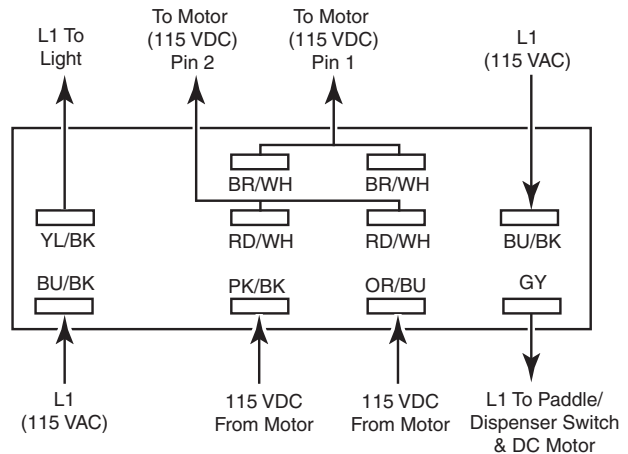 L1 To
Light
To Motor
(115 VDC)
Pin 2
To Motor
(115 VDC)
Pin 1
L1
(115 VAC)
BR/WH
BR/WH
YL/BK
RD/WH
RD/WH
BU/BK
BU/BK
PK/BK
OR/BU
GY
L1
(115 VAC)
115 VDC
From Motor
115 VDC
From Motor
L1 To Paddle/
Dispenser Switch
& DC Motor